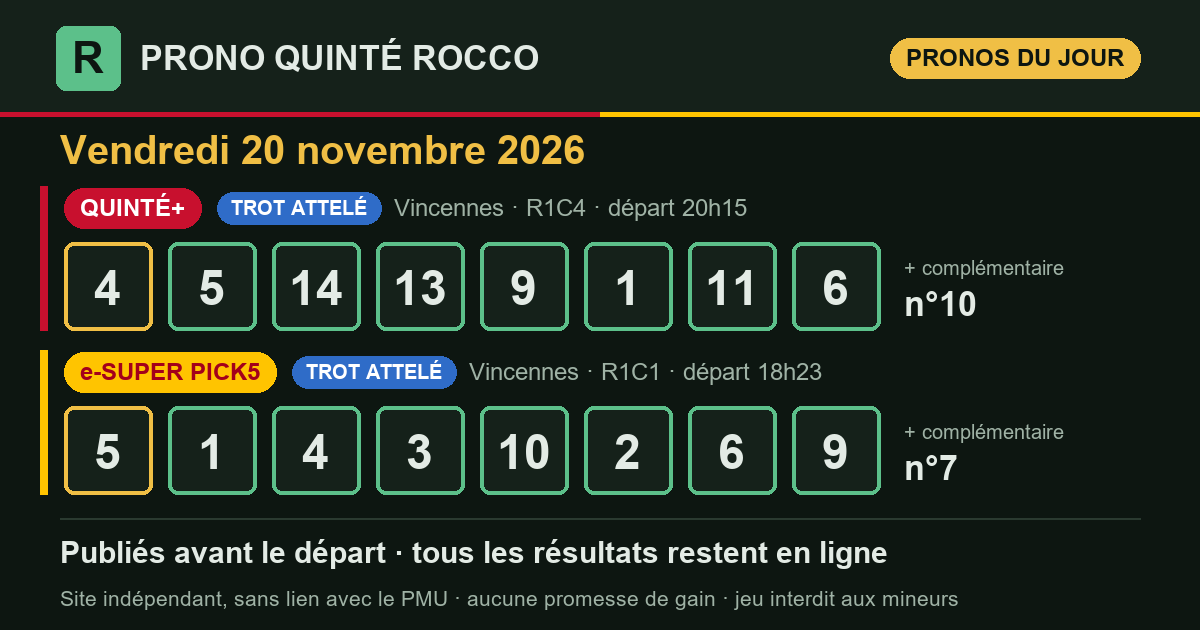 R PRONO QUINTÉ ROCCO PRONOS DU JOUR
Vendredi 20 novembre 2026
QUINTÉ+ TROT ATTELÉ Vincennes · R1C4 · départ 20h15
4 5 14 13 9 1 11 6
+ complémentaire
n°10
e-SUPER PICK5 TROT ATTELÉ Vincennes · R1C1 · départ 18h23
5 1 4 3 10 2 6 9
+ complémentaire
n°7
Publiés avant le départ · tous les résultats restent en ligne
Site indépendant, sans lien avec le PMU · aucune promesse de gain · jeu interdit aux mineurs